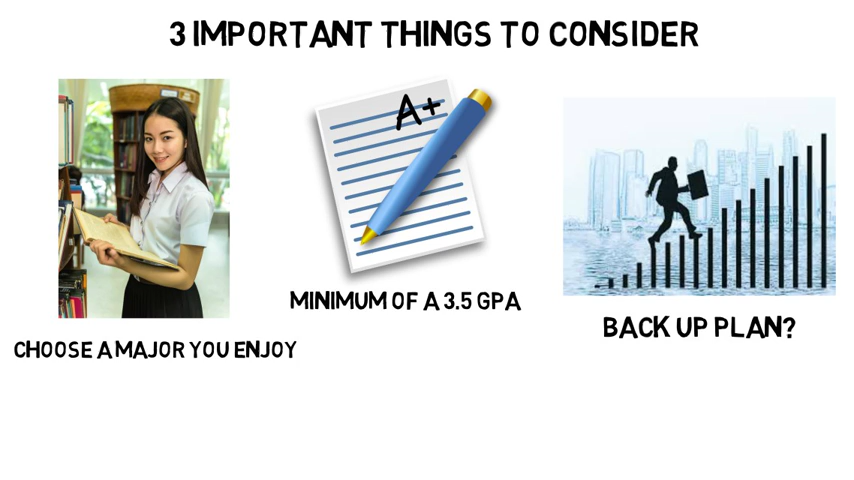 3 IMPORTANT THINGS TO CONSIDER
A+
MINIMUM OF A 3.5 GPA
BACK UP PLAN?
CHOOSE A MAJOR YOU ENJOY